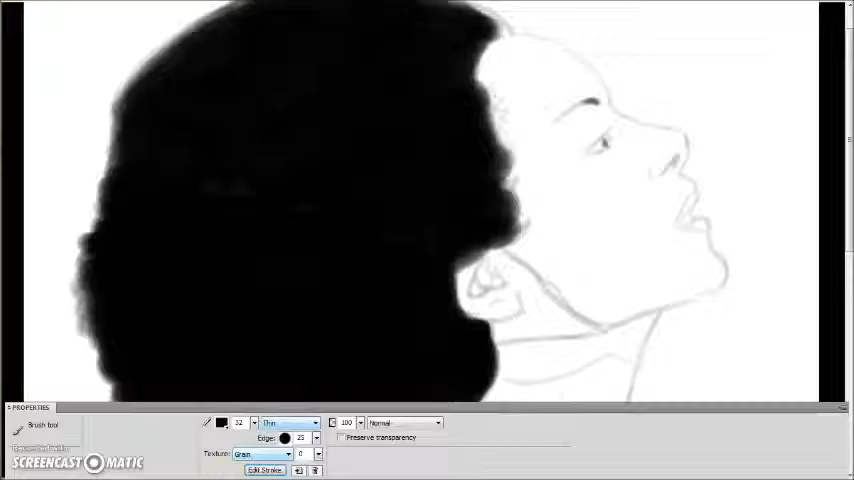 PROPERTIES
Brush tool
32
Thin
100
Normal
Edge:
25
Preserve transparency
Texture:
Grain
0
Edit Stroke
SCREENCAST MATIC